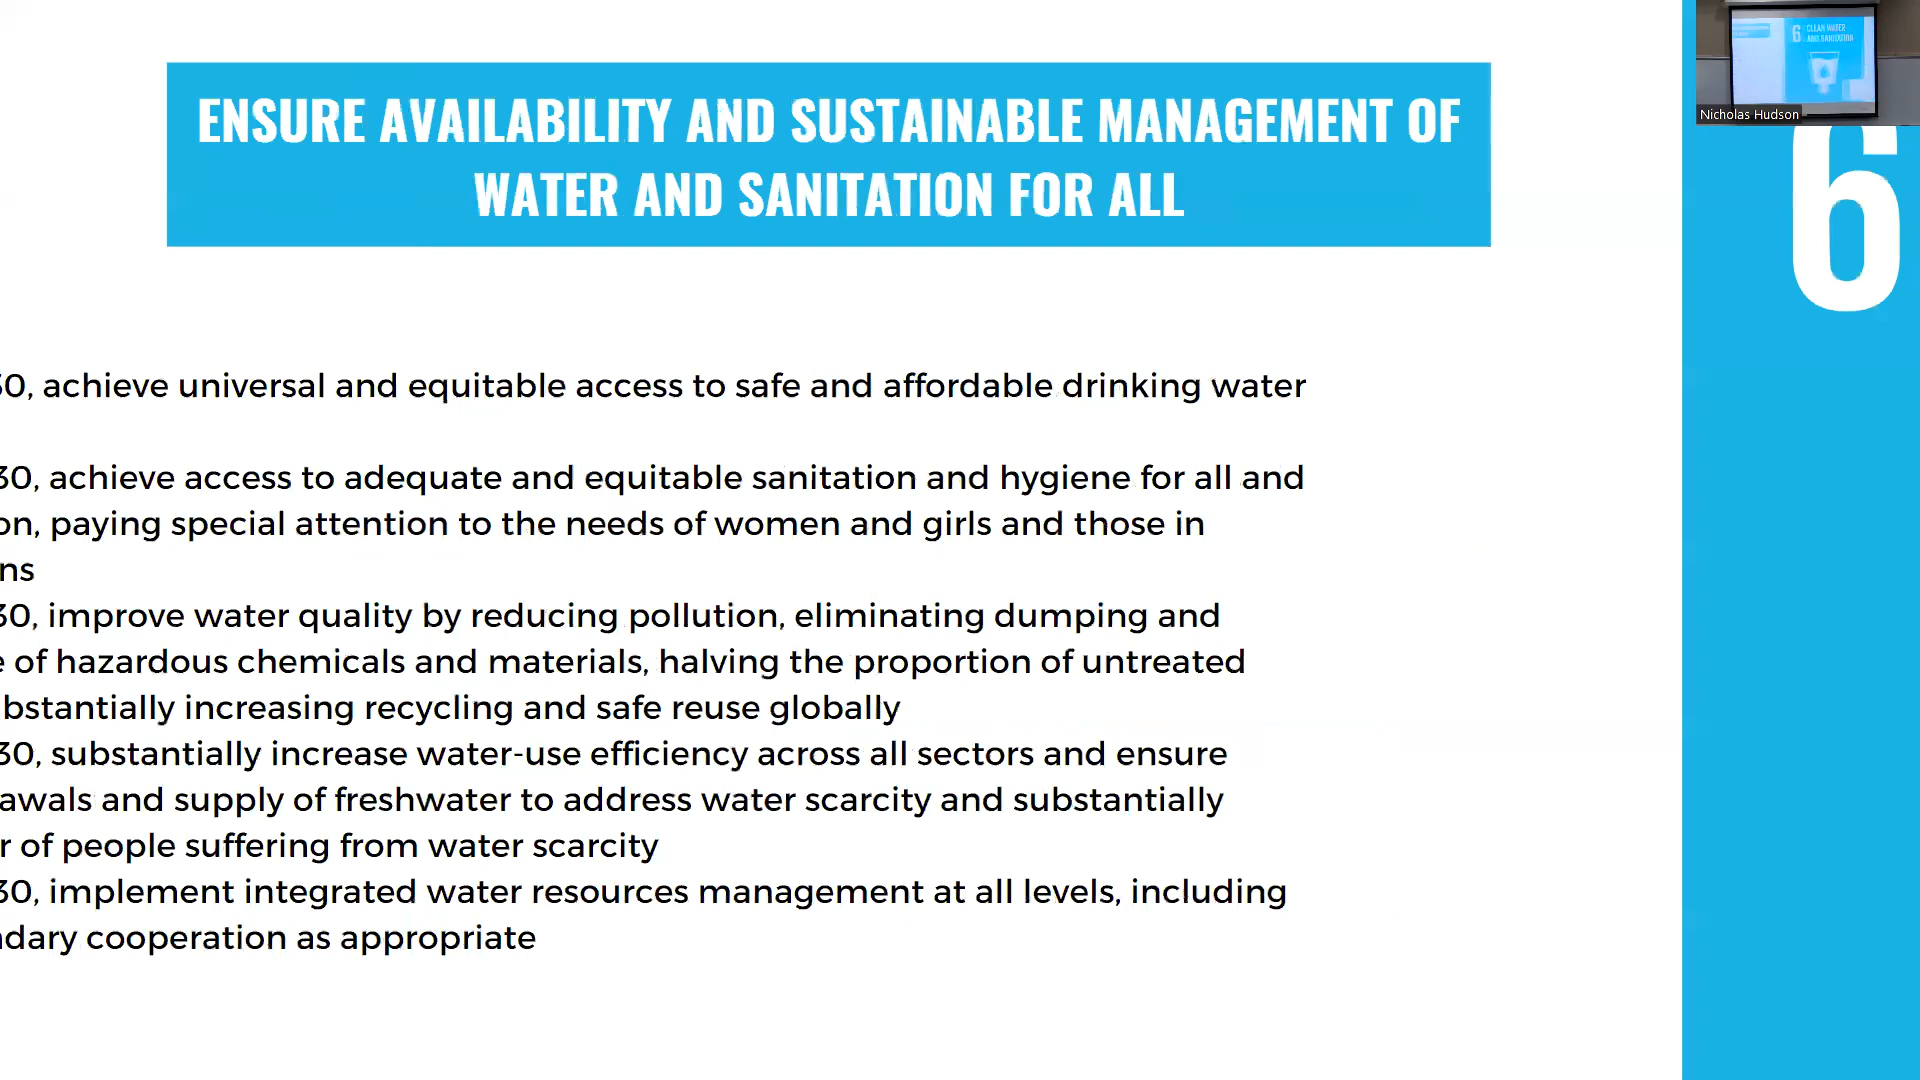 ENSURE AVAILABILITY AND SUSTAINABLE MANAGEMENT OF
WATER AND SANITATION FOR ALL
6 CLEAN WATER
AND SANITATION
Nicholas Hudson
6
30, achieve universal and equitable access to safe and affordable drinking water
30, achieve access to adequate and equitable sanitation and hygiene for all and
on, paying special attention to the needs of women and girls and those in
ns
30, improve water quality by reducing pollution, eliminating dumping and
e of hazardous chemicals and materials, halving the proportion of untreated
bstantially increasing recycling and safe reuse globally
30, substantially increase water-use efficiency across all sectors and ensure
awals and supply of freshwater to address water scarcity and substantially
r of people suffering from water scarcity
30, implement integrated water resources management at all levels, including
dary cooperation as appropriate